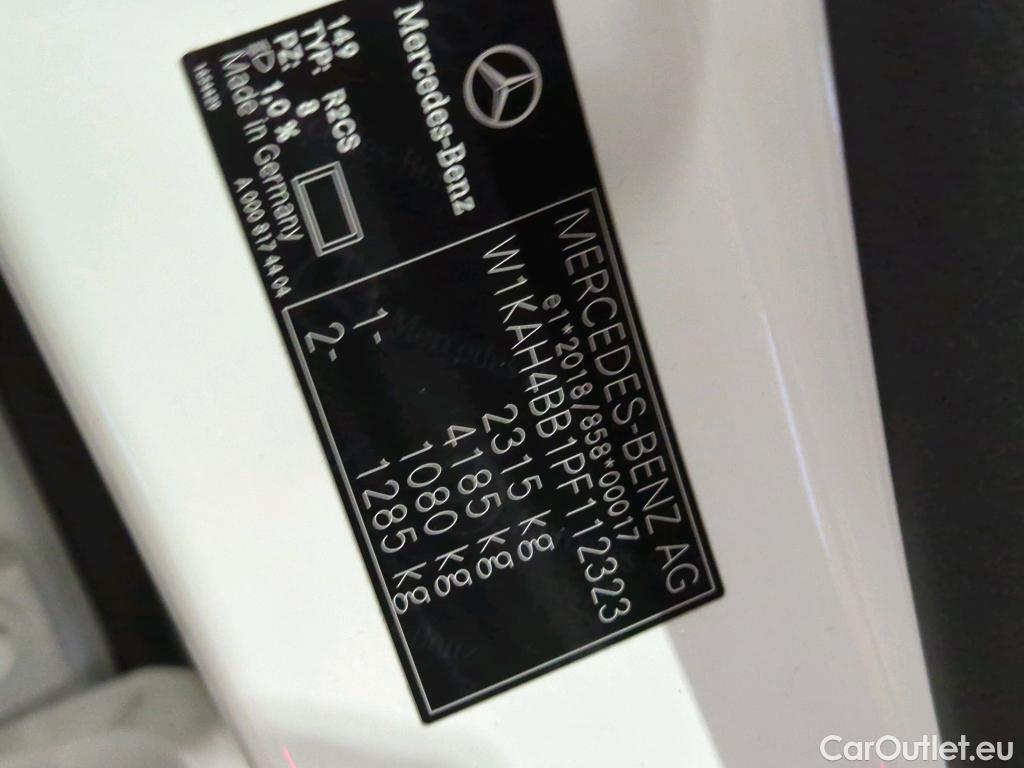 Mercedes-Benz
149
TYP: R2CS
PZ: 8
1,0 %
Made in Germany
A 000 817 44 04
MERCEDES-BENZ AG
e1*2018/858*00017
W1KAH4BB1PF112323
2315 kg
4185 kg
1- 1080 kg
2- 1285 kg
CarOutlet.eu